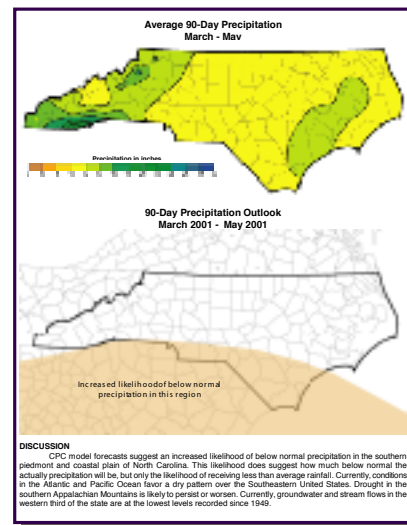 Average 90-Day Precipitation
March - May
Precipitation in inches
90-Day Precipitation Outlook
March 2001 - May 2001
Increased likelihoodof below normal
precipitation in this region
DISCUSSION
CPC model forecasts suggest an increased likelihood of below normal precipitation in the southern
piedmont and coastal plain of North Carolina. This likelihood does suggest how much below normal the
actually precipitation will be, but only the likelihood of receiving less than average rainfall. Currently, conditions
in the Atlantic and Pacific Ocean favor a dry pattern over the Southeastern United States. Drought in the
southern Appalachian Mountains is likely to persist or worsen. Currently, groundwater and stream flows in the
western third of the state are at the lowest levels recorded since 1949.